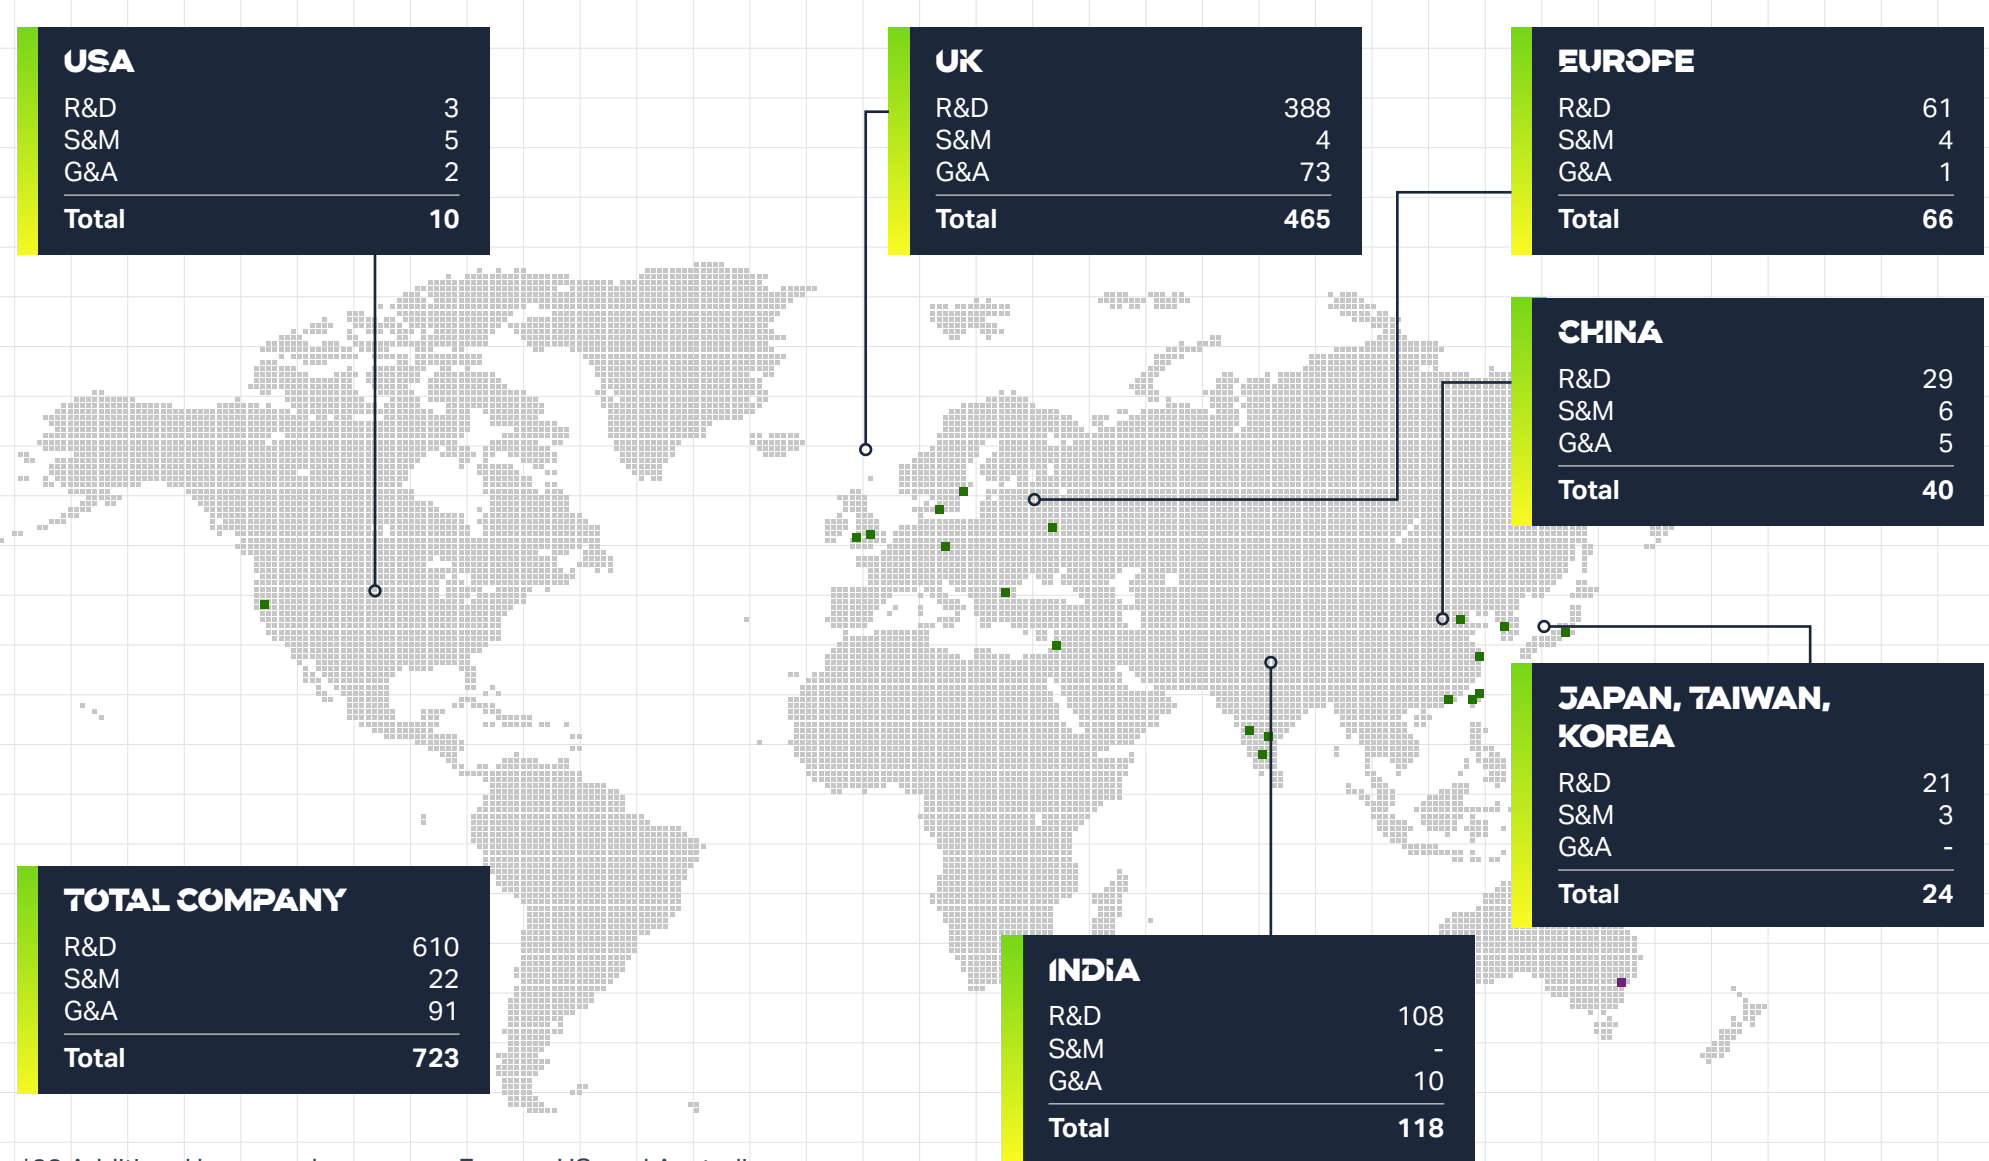 USA
R&D 3
S&M 5
G&A 2
Total 10
UK
R&D 388
S&M 4
G&A 73
Total 465
EUROPE
R&D 61
S&M 4
G&A 1
Total 66
CHINA
R&D 29
S&M 6
G&A 5
Total 40
JAPAN, TAIWAN,
KOREA
R&D 21
S&M 3
G&A -
Total 24
TOTAL COMPANY
R&D 610
S&M 22
G&A 91
Total 723
INDIA
R&D 108
S&M -
G&A 10
Total 118